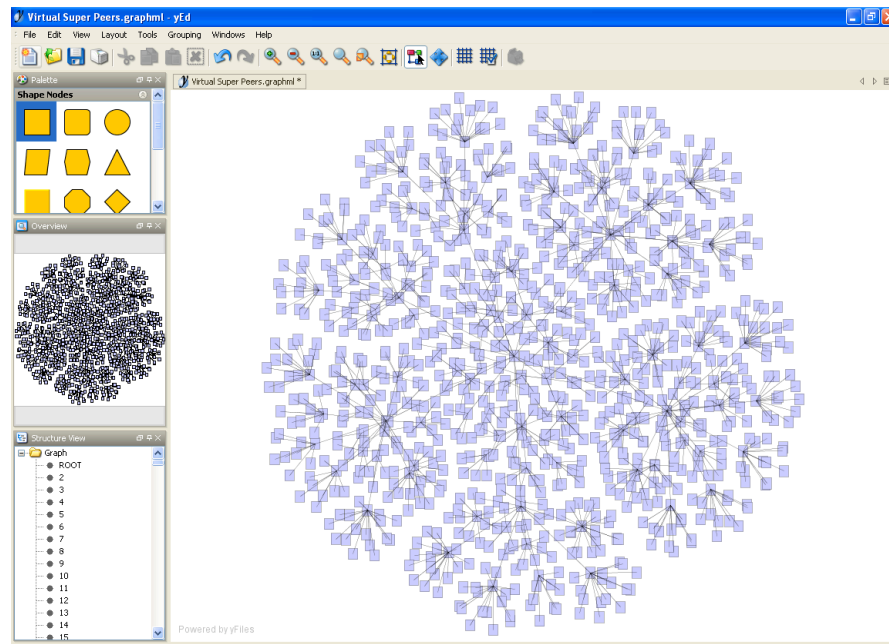 Virtual Super Peers.graphml - yEd
File Edit View Layout Tools Grouping Windows Help
Palette
Virtual Super Peers.graphml *
Shape Nodes
Overview
Structure View
Graph
ROOT
2
3
4
5
6
7
8
9
10
11
12
13
14
15
Powered by yFiles